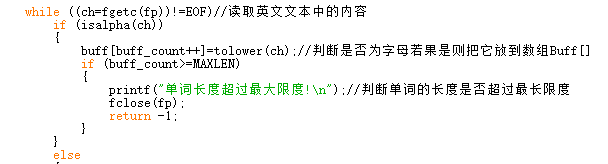 while ((ch=fgetc(fp))!=EOF)//读取英文文本中的内容
if (isalpha(ch))
{
buff[buff_count++]=tolower(ch);//判断是否为字母若果是则把它放到数组Buff[]
if (buff_count>=MAXLEN)
{
printf("单词长度超过最大限度!\n");//判断单词的长度是否超过最长限度
fclose(fp);
return -1;
}
}
else